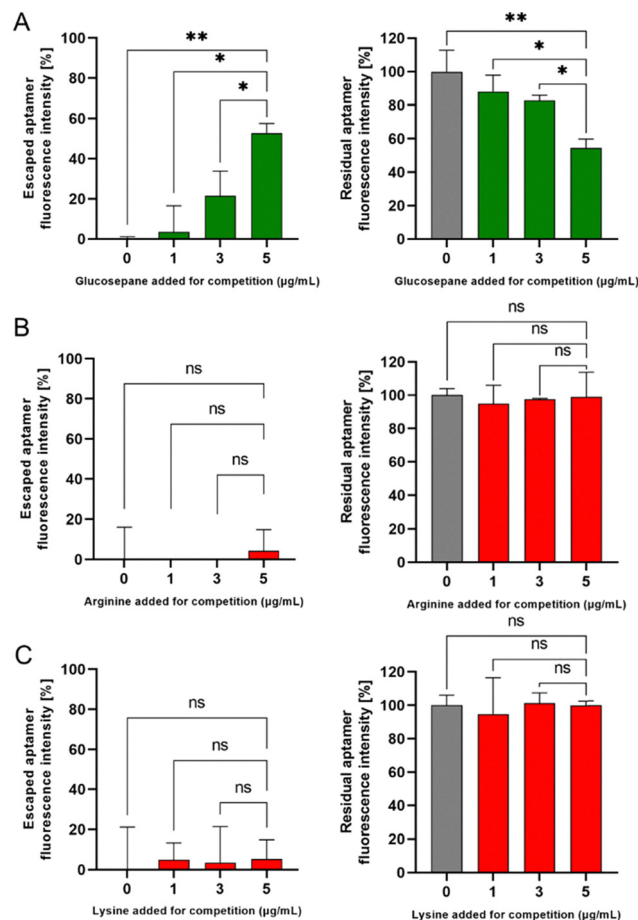 A
Escaped aptamer
fluorescence intensity [%]
100
80
60
40
20
0
**
*
*
0 1 3 5
Glucosepane added for competition (µg/mL)
Residual aptamer
fluorescence intensity [%]
120
100
80
60
40
20
0
**
*
*
0 1 3 5
Glucosepane added for competition (µg/mL)
B
Escaped aptamer
fluorescence intensity [%]
100
80
60
40
20
0
ns
ns
ns
0 1 3 5
Arginine added for competition (µg/mL)
Residual aptamer
fluorescence intensity [%]
120
100
80
60
40
20
0
ns
ns
ns
0 1 3 5
Arginine added for competition (µg/mL)
C
Escaped aptamer
fluorescence intensity [%]
100
80
60
40
20
0
ns
ns
ns
0 1 3 5
Lysine added for competition (µg/mL)
Residual aptamer
fluorescence intensity [%]
120
100
80
60
40
20
0
ns
ns
ns
0 1 3 5
Lysine added for competition (µg/mL)